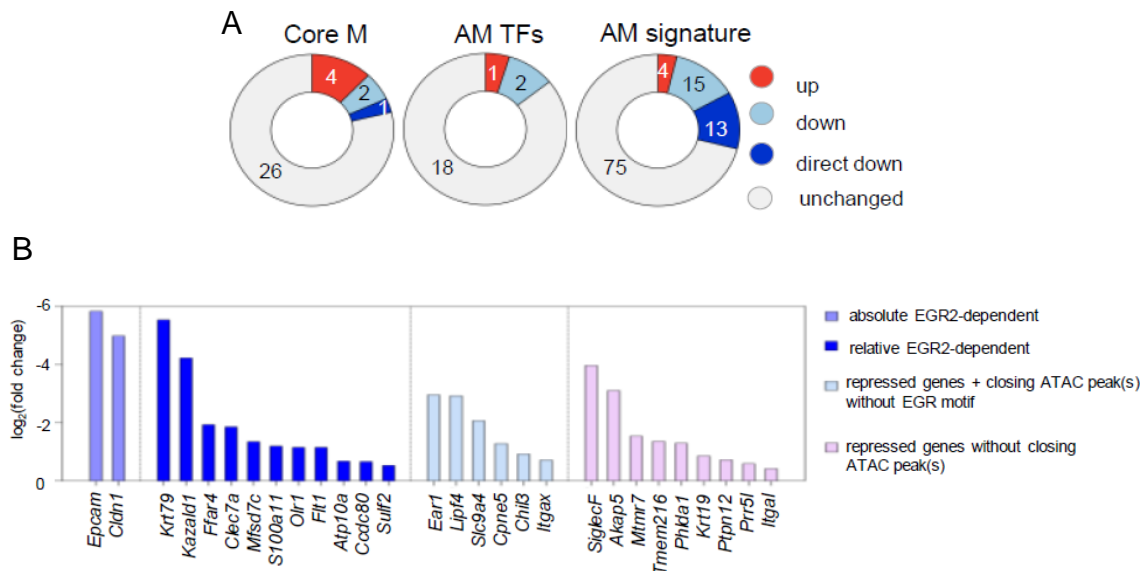 A
Core M
AM TFs
AM signature
4
2
1
26
1
2
18
4
15
13
75
up
down
direct down
unchanged
B
log2(fold change)
-6
-4
-2
0
Epcam
Cldn1
Krt79
Kazald1
Ffar4
Clec7a
Mfsd7c
S100a11
Olr1
Flt1
Atp10a
Ccdc80
Sulf2
Ear1
Lipf4
Slc9a4
Cpne5
Chil3
Itgax
SiglecF
Akap5
Mtmr7
Tmem216
Phlda1
Krt19
Ptpn12
Prr5l
Itgal
absolute EGR2-dependent
relative EGR2-dependent
repressed genes + closing ATAC peak(s)
without EGR motif
repressed genes without closing
ATAC peak(s)